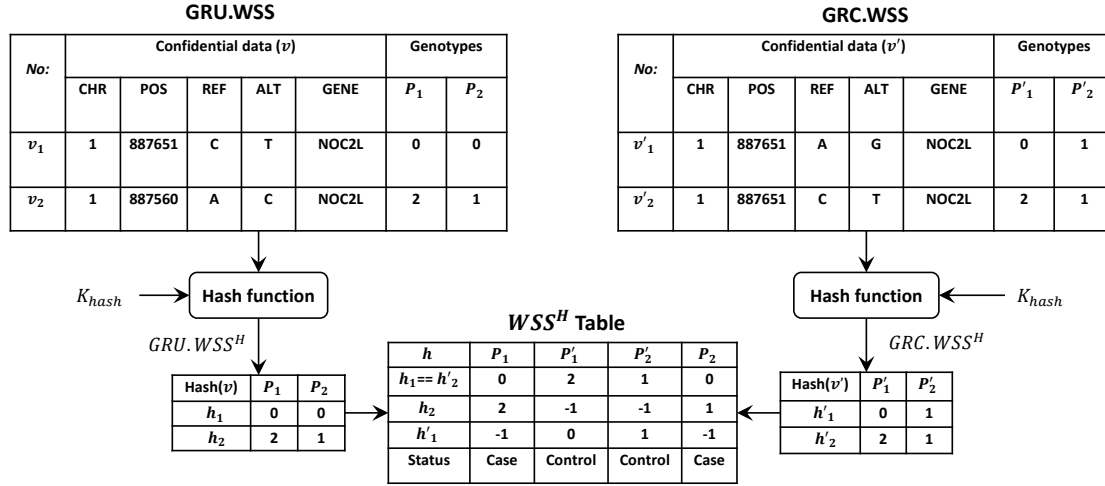 GRU.WSS
No: Confidential data (v) Genotypes
CHR POS REF ALT GENE P₁ P₂
v₁ 1 887651 C T NOC2L 0 0
v₂ 1 887560 A C NOC2L 2 1
GRC.WSS
No: Confidential data (v′) Genotypes
CHR POS REF ALT GENE P′₁ P′₂
v′₁ 1 887651 A G NOC2L 0 1
v′₂ 1 887651 C T NOC2L 2 1
K_hash
Hash function
GRU.WSS^H
Hash function
K_hash
GRC.WSS^H
Hash(v) P₁ P₂
h₁ 0 0
h₂ 2 1
WSS^H Table
h P₁ P′₁ P′₂ P₂
h₁== h′₂ 0 2 1 0
h₂ 2 -1 -1 1
h′₁ -1 0 1 -1
Status Case Control Control Case
Hash(v′) P′₁ P′₂
h′₁ 0 1
h′₂ 2 1